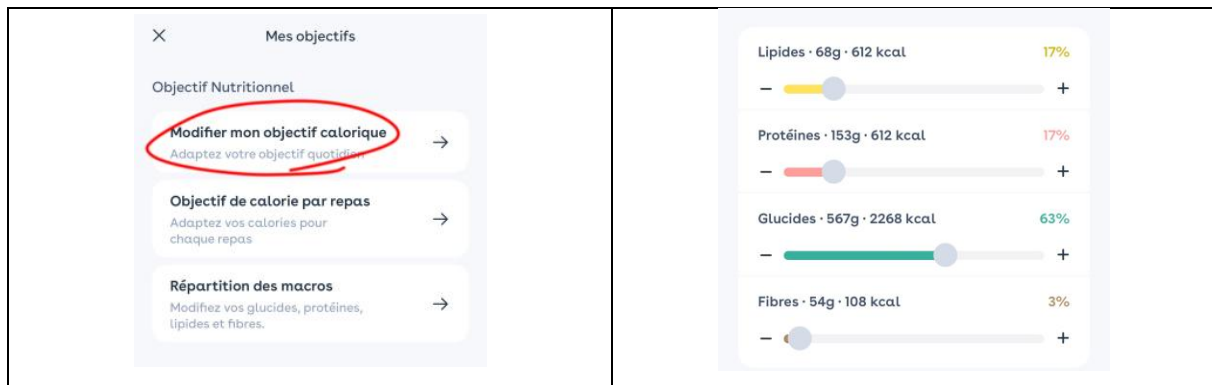 Mes objectifs
Objectif Nutritionnel
Modifier mon objectif calorique
Adaptez votre objectif quotidien
Objectif de calorie par repas
Adaptez vos calories pour
chaque repas
Répartition des macros
Modifiez vos glucides, protéines,
lipides et fibres.
Lipides · 68g · 612 kcal 17%
− +
Protéines · 153g · 612 kcal 17%
− +
Glucides · 567g · 2268 kcal 63%
− +
Fibres · 54g · 108 kcal 3%
− +